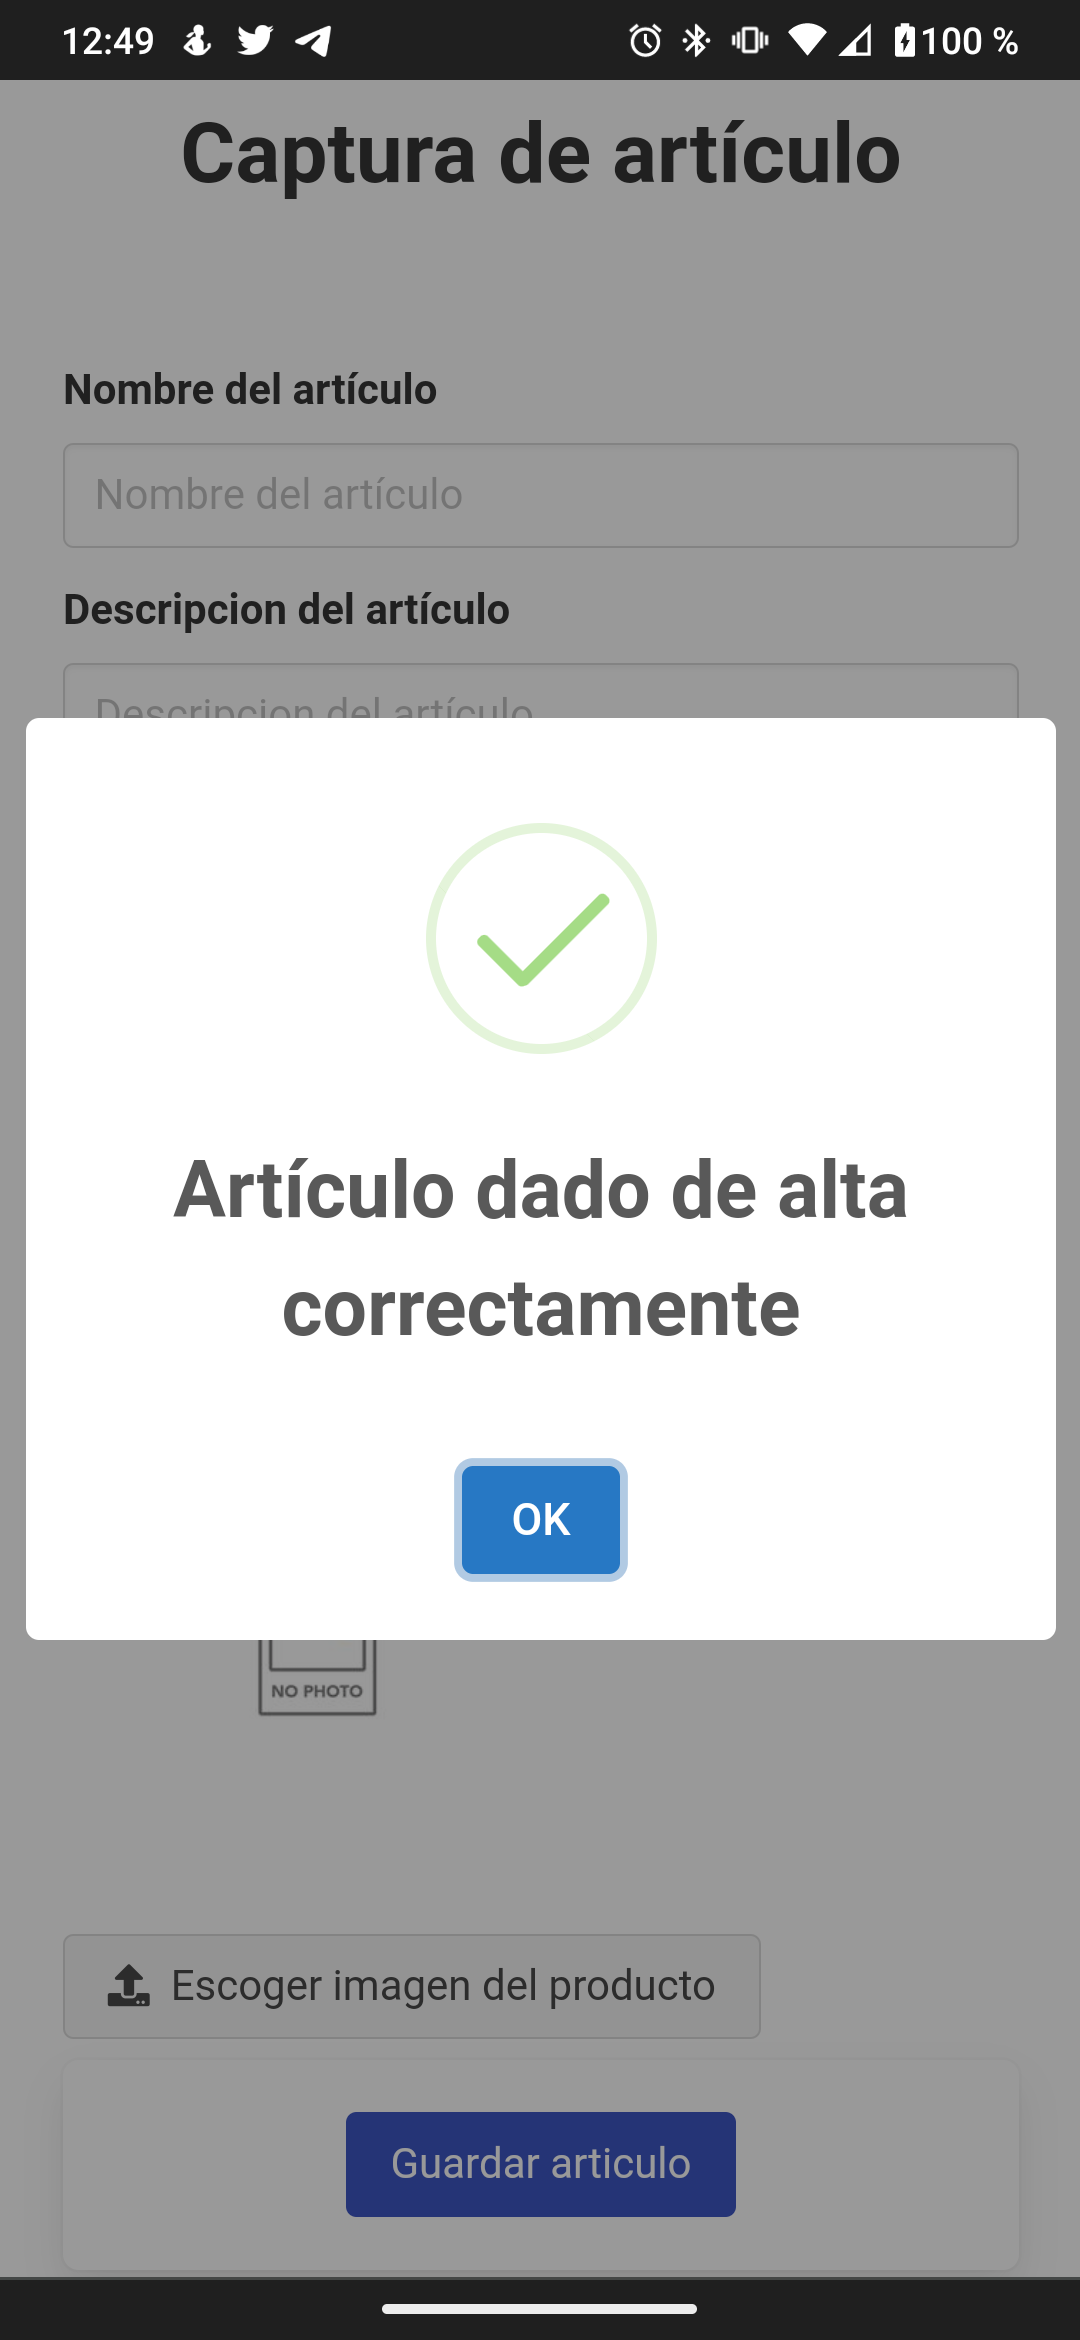 12:49
100 %
Captura de artículo
Nombre del artículo
Nombre del artículo
Descripcion del artículo
Descripcion del artículo
Artículo dado de alta
correctamente
OK
NO PHOTO
Escoger imagen del producto
Guardar articulo